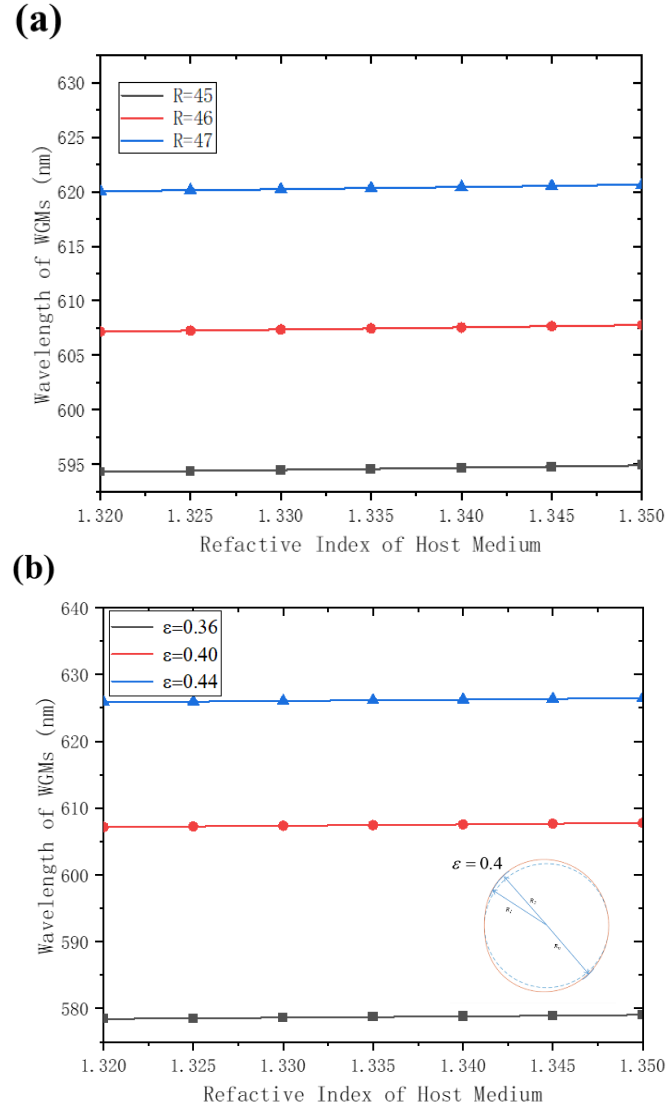 (a)
630
625
620
615
610
605
600
595
Wavelength of WGMs (nm)
R=45
R=46
R=47
1.320 1.325 1.330 1.335 1.340 1.345 1.350
Refactive Index of Host Medium
(b)
640
630
620
610
600
590
580
Wavelength of WGMs (nm)
ε=0.36
ε=0.40
ε=0.44
ε = 0.4
1.320 1.325 1.330 1.335 1.340 1.345 1.350
Refactive Index of Host Medium